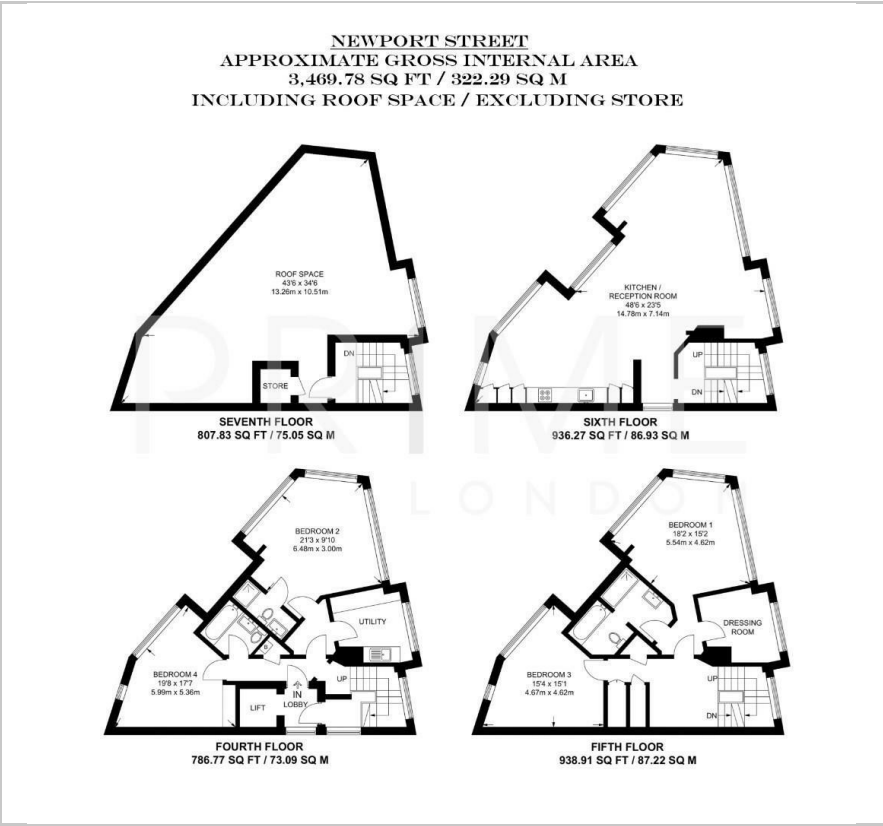 NEWPORT STREET
APPROXIMATE GROSS INTERNAL AREA
3,469.78 SQ FT / 322.29 SQ M
INCLUDING ROOF SPACE / EXCLUDING STORE
ROOF SPACE
43'6 x 34'6
13.26m x 10.51m
DN
STORE
SEVENTH FLOOR
807.83 SQ FT / 75.05 SQ M
KITCHEN /
RECEPTION ROOM
48'6 x 23'5
14.78m x 7.14m
UP
DN
SIXTH FLOOR
936.27 SQ FT / 86.93 SQ M
PRIME
LONDON
BEDROOM 2
21'3 x 9'10
6.48m x 3.00m
UTILITY
BEDROOM 4
19'8 x 17'7
5.99m x 5.36m
UP
IN
LOBBY
LIFT
FOURTH FLOOR
786.77 SQ FT / 73.09 SQ M
BEDROOM 1
18'2 x 15'2
5.54m x 4.62m
DRESSING
ROOM
BEDROOM 3
15'4 x 15'1
4.67m x 4.62m
UP
DN
FIFTH FLOOR
938.91 SQ FT / 87.22 SQ M